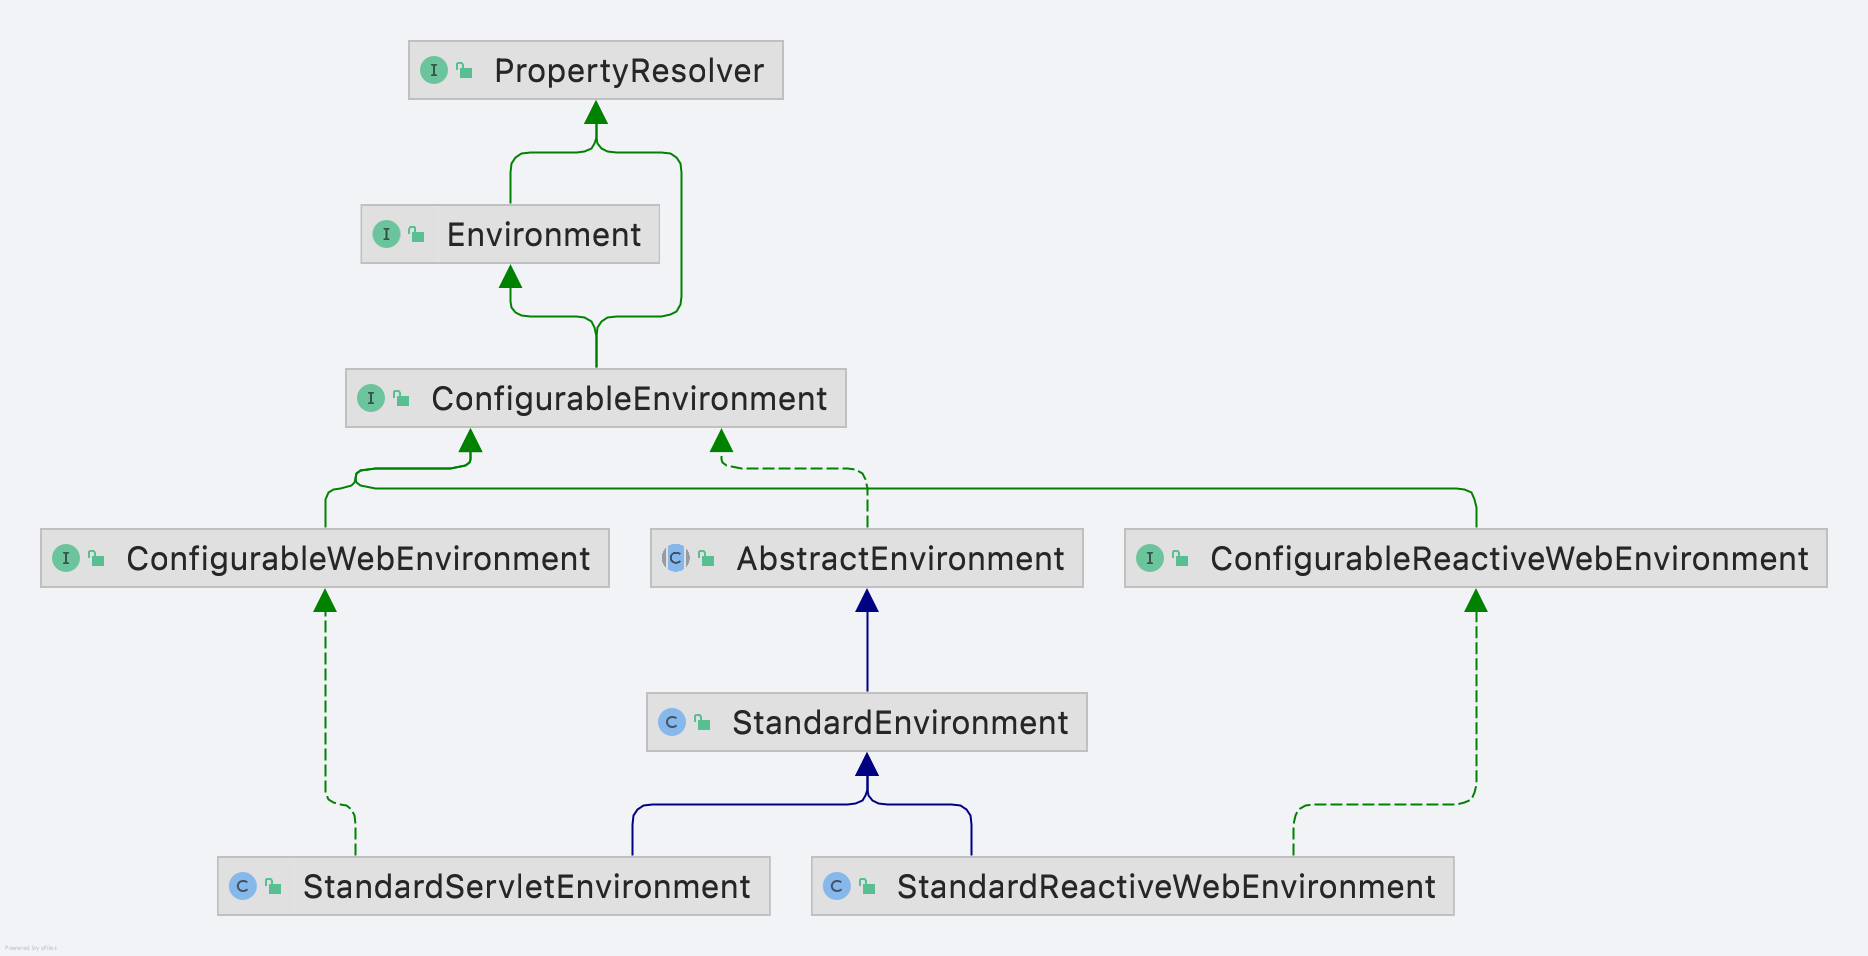 PropertyResolver
Environment
ConfigurableEnvironment
ConfigurableWebEnvironment
AbstractEnvironment
ConfigurableReactiveWebEnvironment
StandardEnvironment
StandardServletEnvironment
StandardReactiveWebEnvironment
Powered by yFiles